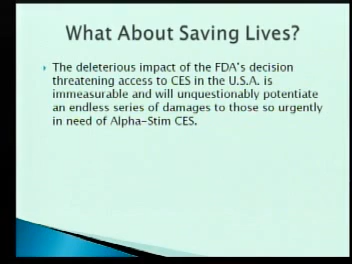 What About Saving Lives?
The deleterious impact of the FDA's decision
threatening access to CES in the U.S.A. is
immeasurable and will unquestionably potentiate
an endless series of damages to those so urgently
in need of Alpha-Stim CES.